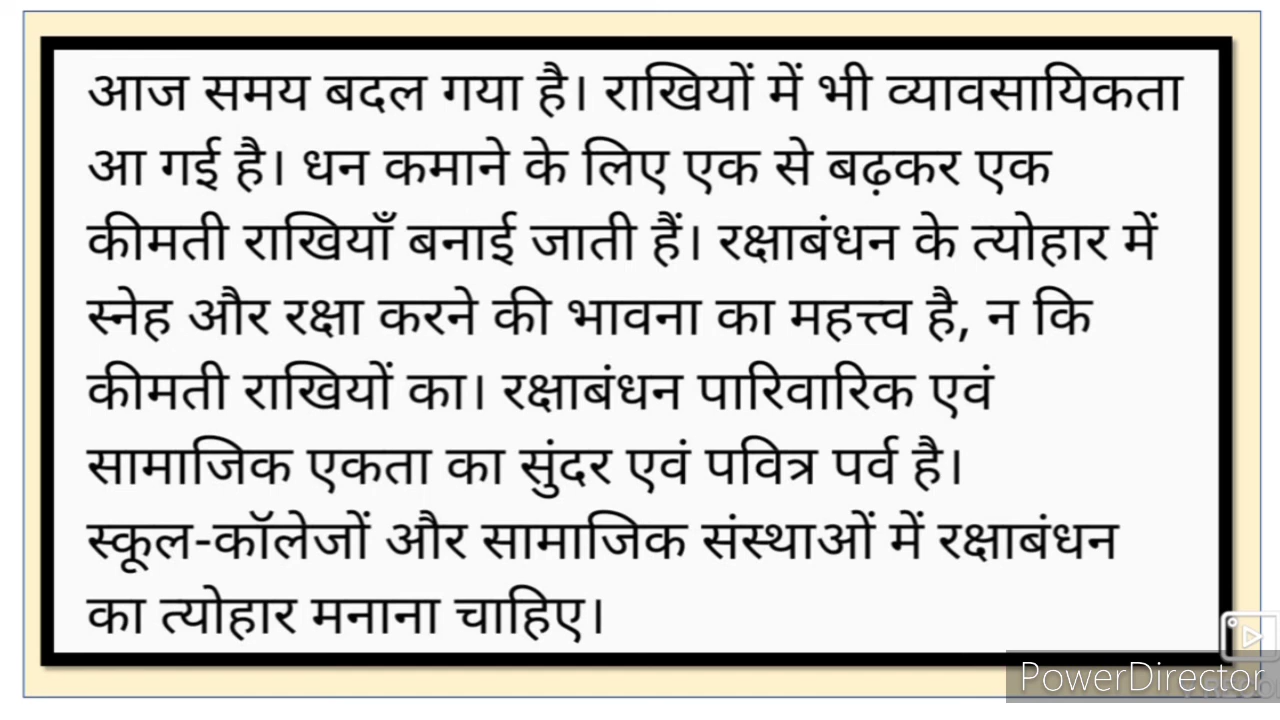 आज समय बदल गया है। राखियों में भी व्यावसायिकता
आ गई है। धन कमाने के लिए एक से बढ़कर एक
कीमती राखियाँ बनाई जाती हैं। रक्षाबंधन के त्योहार में
स्नेह और रक्षा करने की भावना का महत्त्व है, न कि
कीमती राखियों का। रक्षाबंधन पारिवारिक एवं
सामाजिक एकता का सुंदर एवं पवित्र पर्व है।
स्कूल-कॉलेजों और सामाजिक संस्थाओं में रक्षाबंधन
का त्योहार मनाना चाहिए।
PowerDirector